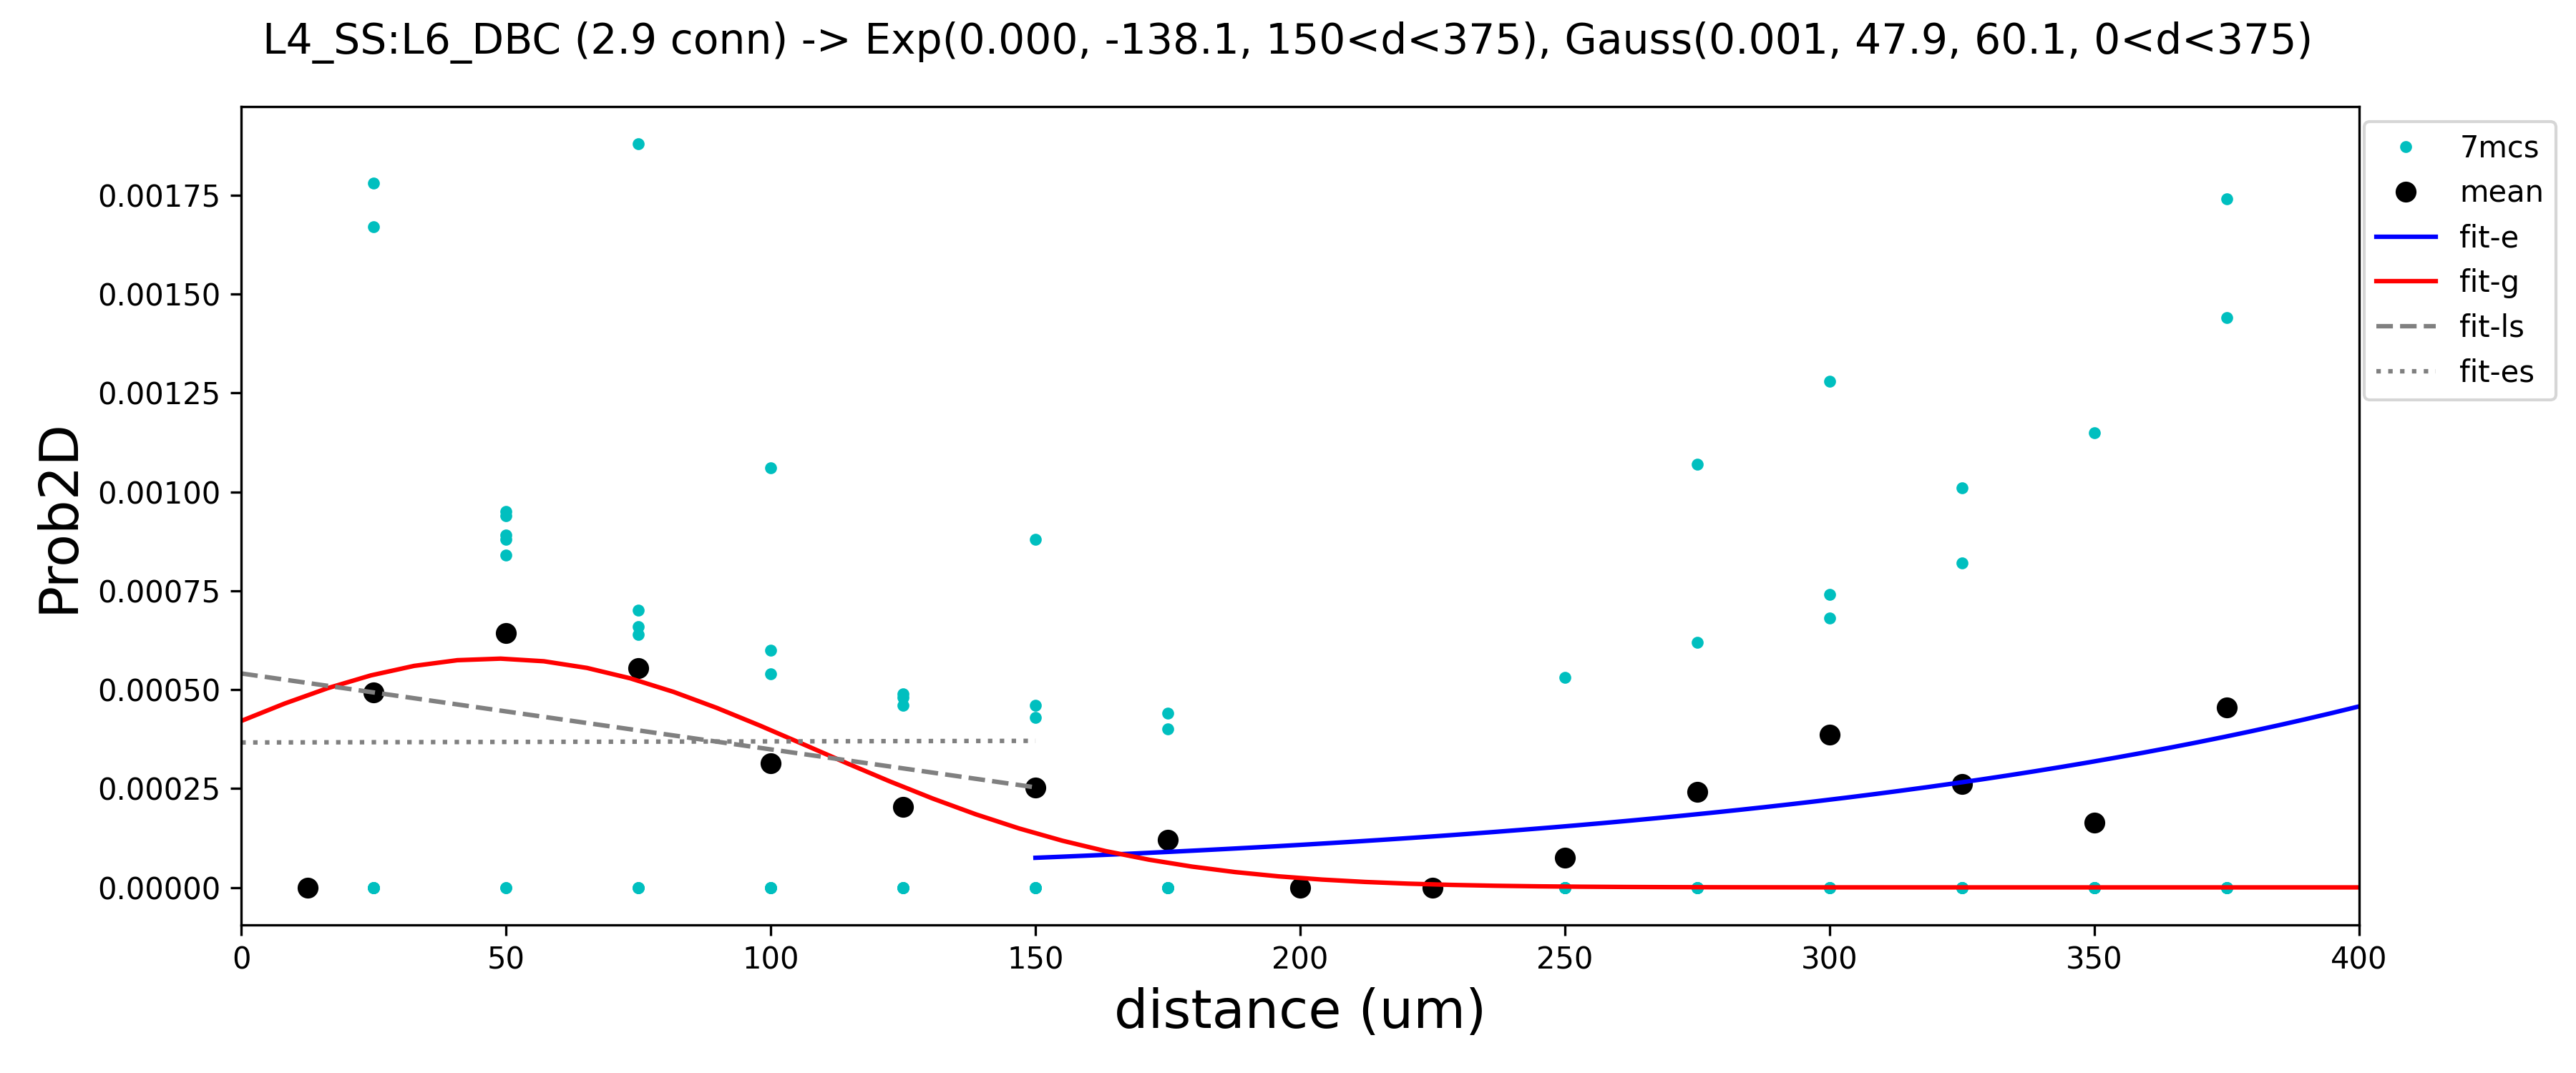 L4_SS:L6_DBC (2.9 conn) -> Exp(0.000, -138.1, 150<d<375), Gauss(0.001, 47.9, 60.1, 0<d<375)
7mcs
mean
fit-e
fit-g
fit-ls
fit-es
Prob2D
0.00175
0.00150
0.00125
0.00100
0.00075
0.00050
0.00025
0.00000
0 50 100 150 200 250 300 350 400
distance (um)